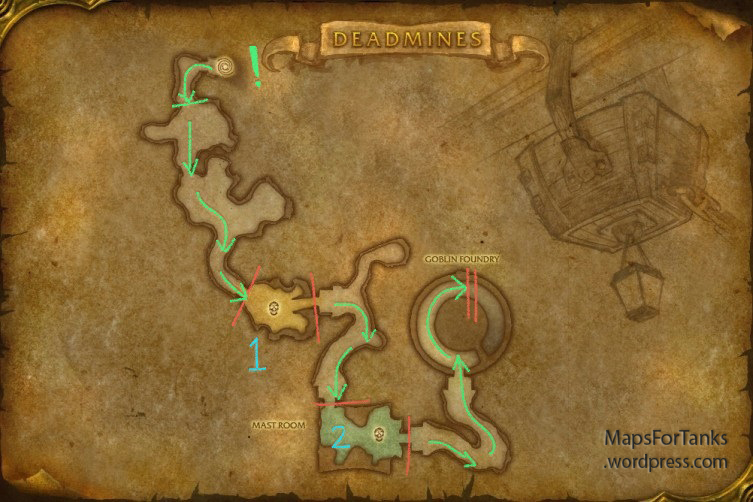 DEADMINES
!
GOBLIN FOUNDRY
1
MAST ROOM
2
MapsForTanks
.wordpress.com